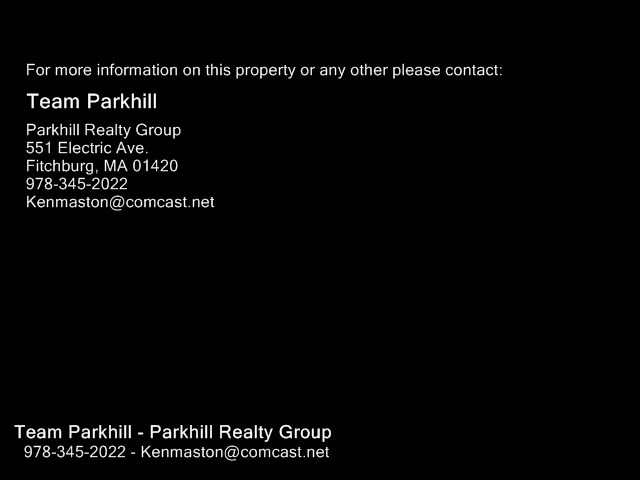 For more information on this property or any other please contact:
Team Parkhill
Parkhill Realty Group
551 Electric Ave.
Fitchburg, MA 01420
978-345-2022
Kenmaston@comcast.net
Team Parkhill - Parkhill Realty Group
978-345-2022 - Kenmaston@comcast.net